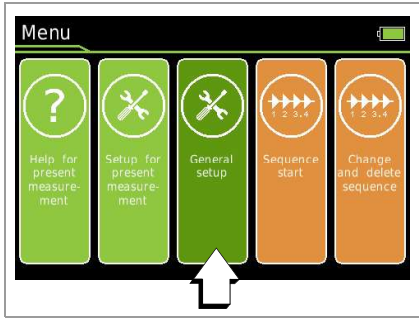 Menu
?
Help for
present
measure-
ment
Setup for
present
measure-
ment
General
setup
1 2 3.4
Sequence
start
1 2 3.4
Change
and delete
sequence